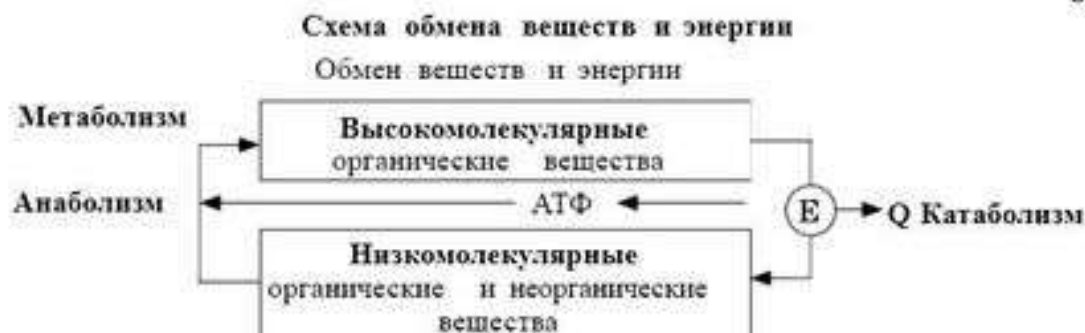 Схема обмена веществ и энергии
Обмен веществ и энергии
Метаболизм
Высокомолекулярные
органические вещества
Анаболизм
АТФ
E
Q Катаболизм
Низкомолекулярные
органические и неорганические
вещества